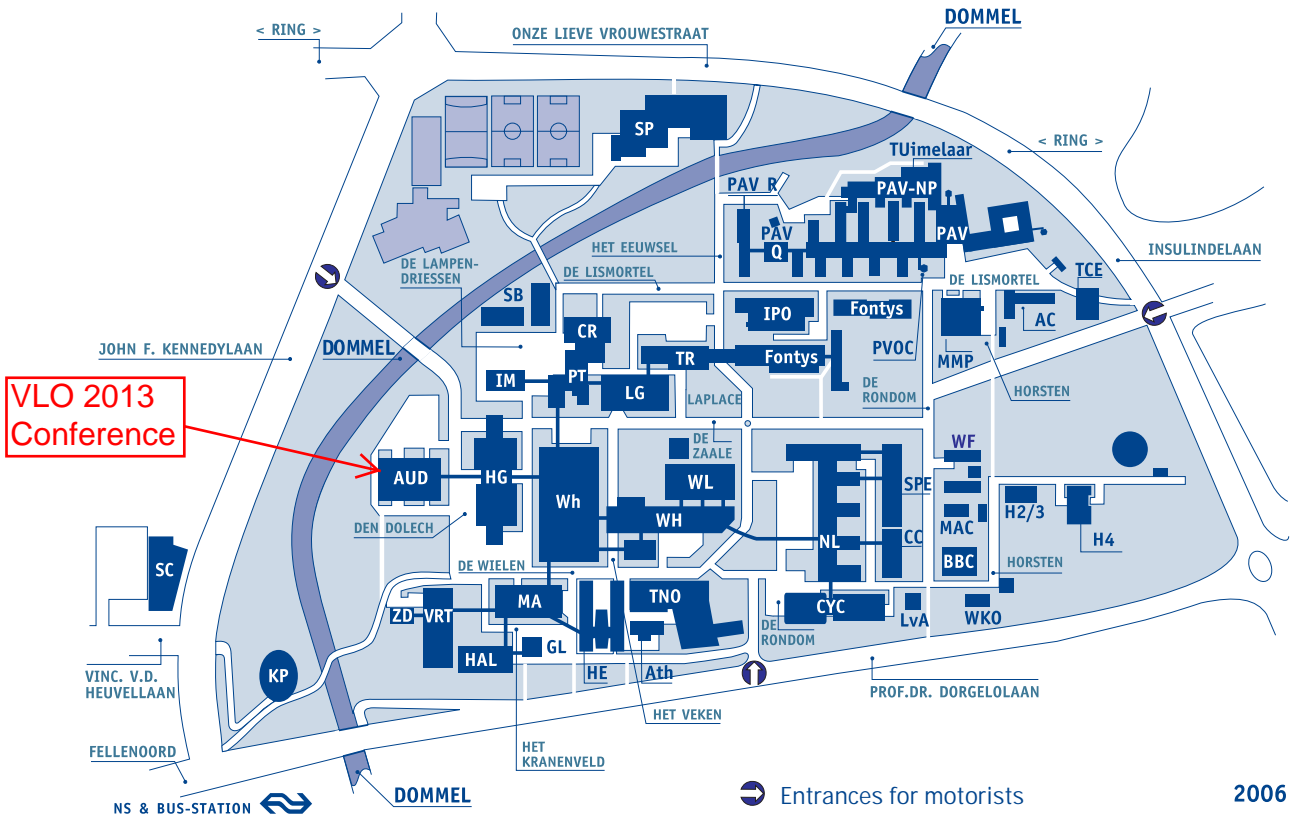 DOMMEL
< RING >
ONZE LIEVE VROUWESTRAAT
SP
< RING >
TUimelaar
PAV R
PAV-NP
PAV
Q
PAV
HET EEUWSEL
INSULINDELAAN
DE LAMPEN-
DRIESSEN
DE LISMORTEL
DE LISMORTEL
TCE
SB
IPO
Fontys
AC
CR
JOHN F. KENNEDYLAAN
DOMMEL
TR
Fontys
PVOC
MMP
IM
PT
LG
LAPLACE
DE
RONDOM
HORSTEN
VLO 2013
Conference
DE
ZAALE
WF
AUD
HG
Wh
WL
SPE
H2/3
WH
MAC
DEN DOLECH
NL
CC
H4
BBC
HORSTEN
SC
DE WIELEN
ZD
VRT
MA
TNO
CYC
LvA
WKO
DE
RONDOM
HAL
GL
HE
Ath
KP
VINC. V.D.
HEUVELLAAN
PROF.DR. DORGELOLAAN
HET VEKEN
FELLENOORD
HET
KRANENVELD
DOMMEL
NS & BUS-STATION
Entrances for motorists
2006